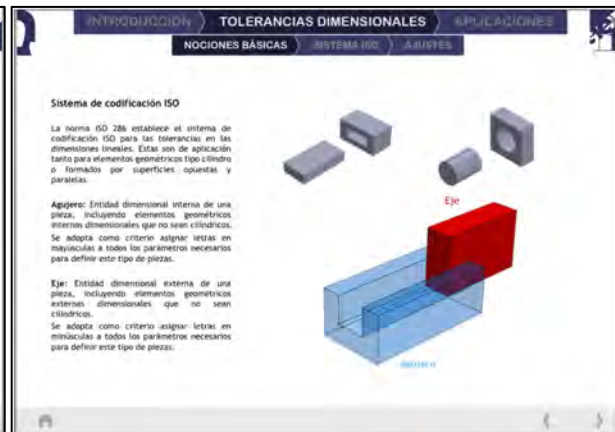 INTRODUCCIÓN
TOLERANCIAS DIMENSIONALES
APLICACIONES
NOCIONES BÁSICAS
SISTEMA ISO
AJUSTES
Sistema de codificación ISO
La norma ISO 286 establece el sistema de
codificación ISO para las tolerancias en las
dimensiones lineales. Estas son de aplicación
tanto para elementos geométricos tipo cilindro
o formados por superficies opuestas y
paralelas.
Agujero: Entidad dimensional interna de una
pieza, incluyendo elementos geométricos
internos dimensionales que no sean cilíndricos.
Se adopta como criterio asignar letras en
mayúsculas a todos los parámetros necesarios
para definir este tipo de piezas.
Eje: Entidad dimensional externa de una
pieza, incluyendo elementos geométricos
externos dimensionales que no sean
cilíndricos.
Se adopta como criterio asignar letras en
minúsculas a todos los parámetros necesarios
para definir este tipo de piezas.
Eje
Agujero